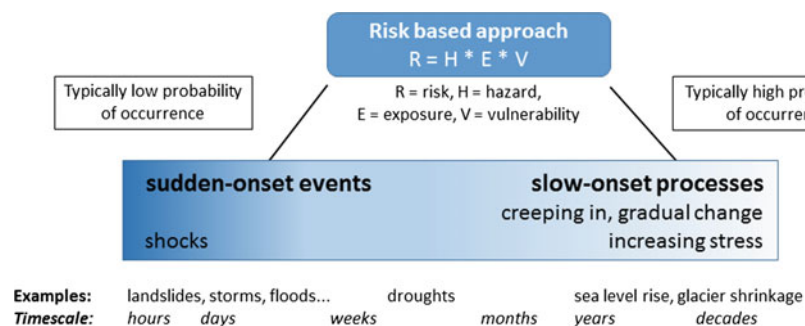 Risk based approach
R = H * E * V
Typically low probability
of occurrence
R = risk, H = hazard,
E = exposure, V = vulnerability
Typically high
of
sudden-onset events
slow-onset processes
creeping in, gradual change
shocks
increasing stress
Examples: landslides, storms, floods... droughts sea level rise, glacier shrinkage
Timescale: hours days weeks months years decades